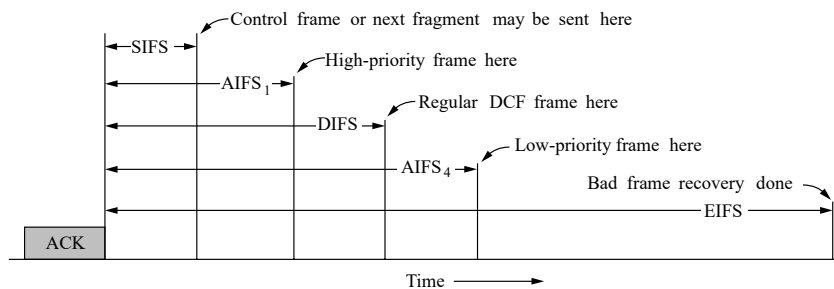 Control frame or next fragment may be sent here
SIFS
High-priority frame here
AIFS1
Regular DCF frame here
DIFS
Low-priority frame here
AIFS4
Bad frame recovery done
EIFS
ACK
Time